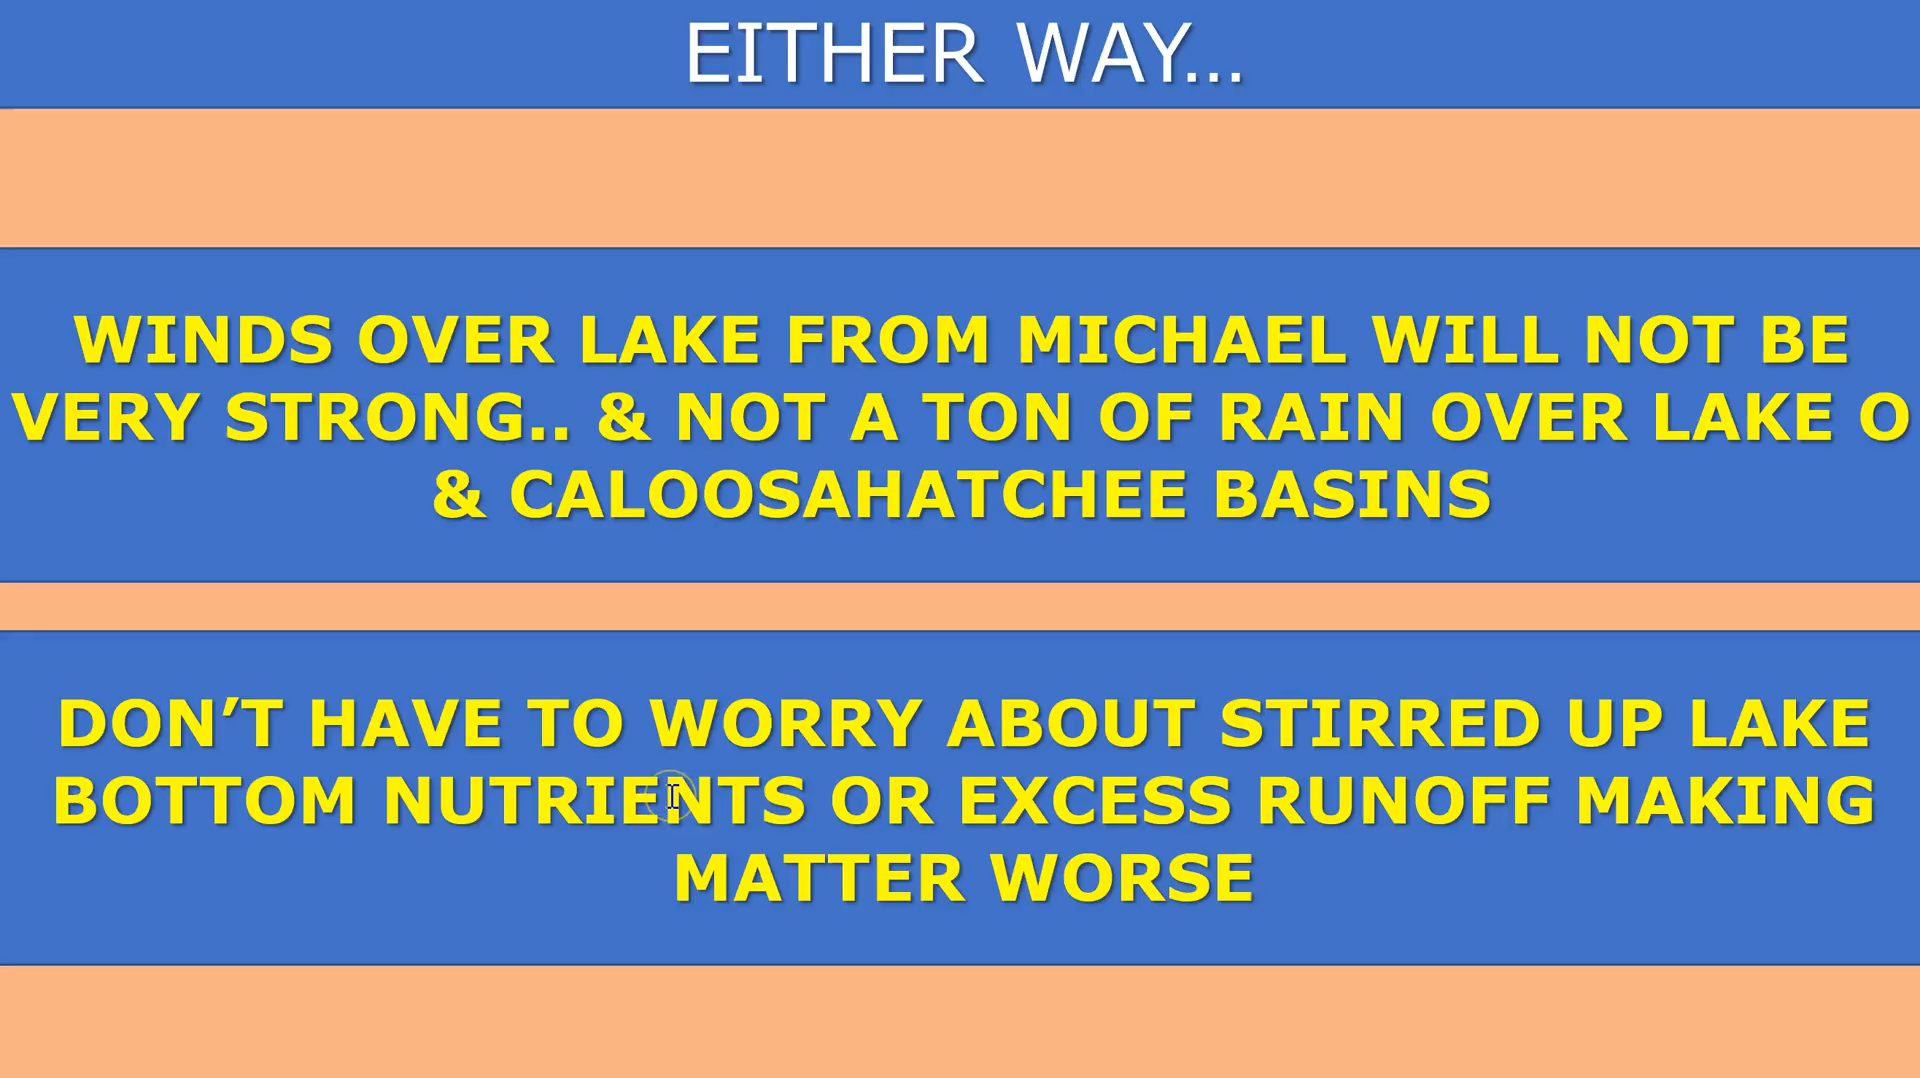 EITHER WAY...
WINDS OVER LAKE FROM MICHAEL WILL NOT BE
VERY STRONG.. & NOT A TON OF RAIN OVER LAKE O
& CALOOSAHATCHEE BASINS
DON’T HAVE TO WORRY ABOUT STIRRED UP LAKE
BOTTOM NUTRIENTS OR EXCESS RUNOFF MAKING
MATTER WORSE